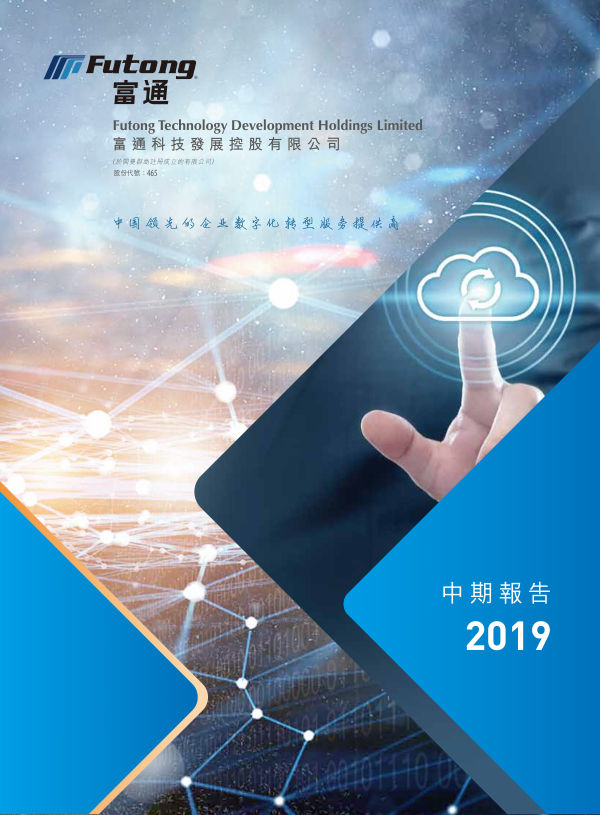 Futong
富通
Futong Technology Development Holdings Limited
富通科技發展控股有限公司
(於開曼群島註冊成立的有限公司)
股份代號：465
中国领先的企业数字化转型服务提供商
中期報告
2019